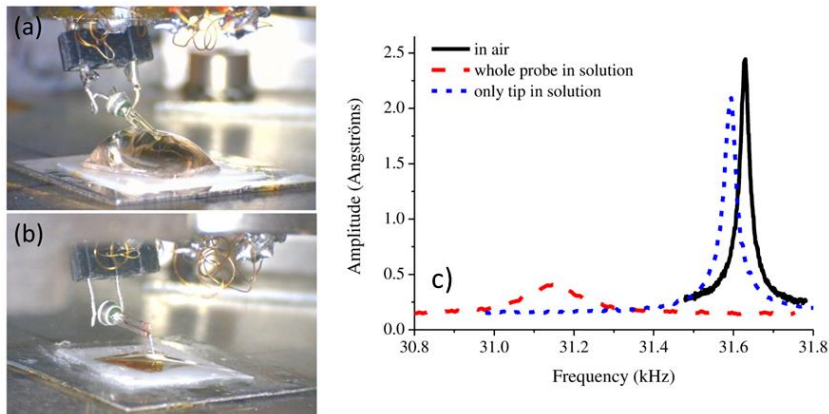 (a)
(b)
in air
whole probe in solution
only tip in solution
c)
Amplitude (Angströms)
2.5
2.0
1.5
1.0
0.5
0.0
30.8 31.0 31.2 31.4 31.6 31.8
Frequency (kHz)